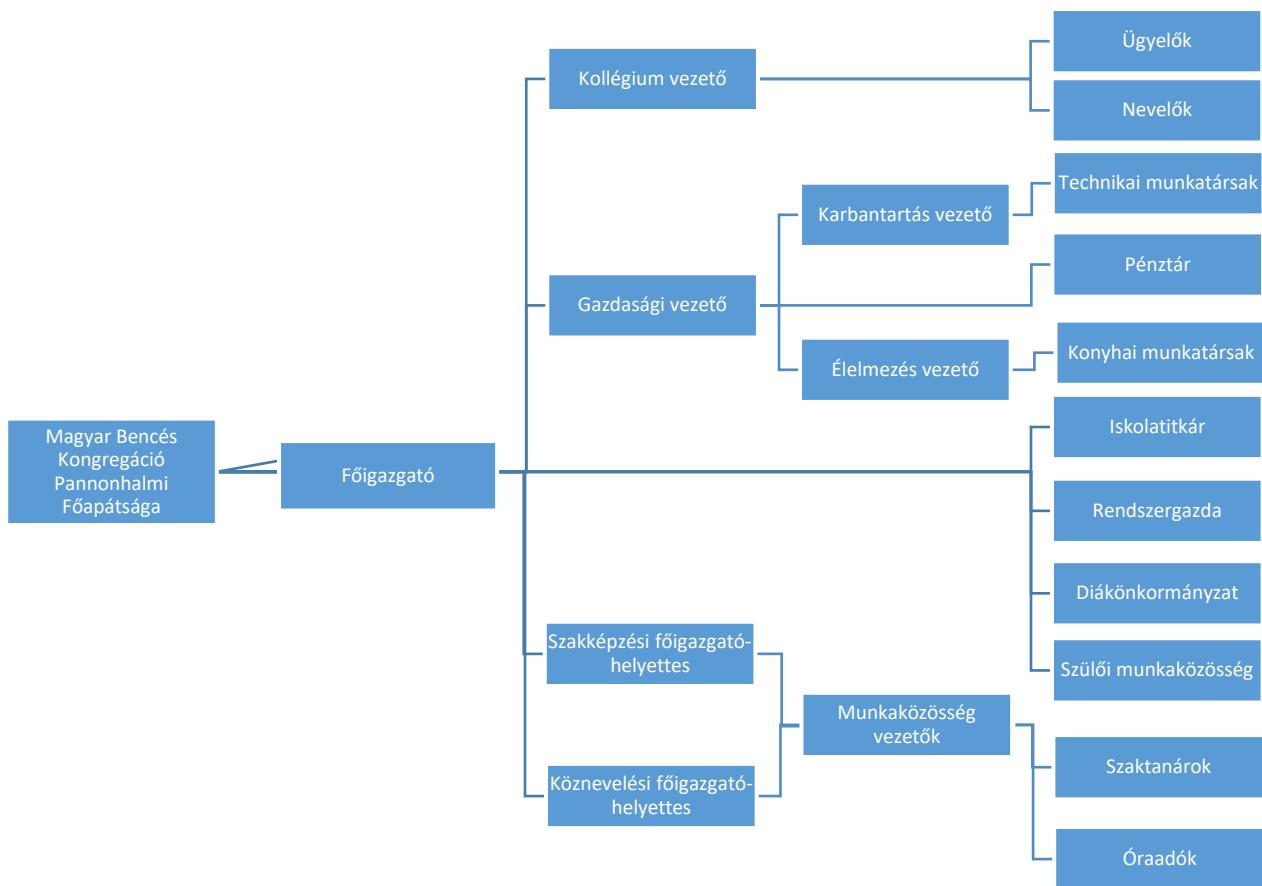 Ügyelők
Kollégium vezető
Nevelők
Technikai munkatársak
Karbantartás vezető
Pénztár
Gazdasági vezető
Konyhai munkatársak
Élelmezés vezető
Iskolatitkár
Magyar Bencés
Kongregáció
Pannonhalmi
Főapátsága
Főigazgató
Rendszergazda
Diákönkormányzat
Szakképzési főigazgató-
helyettes
Szülői munkaközösség
Munkaközösség
vezetők
Köznevelési főigazgató-
helyettes
Szaktanárok
Óraadók